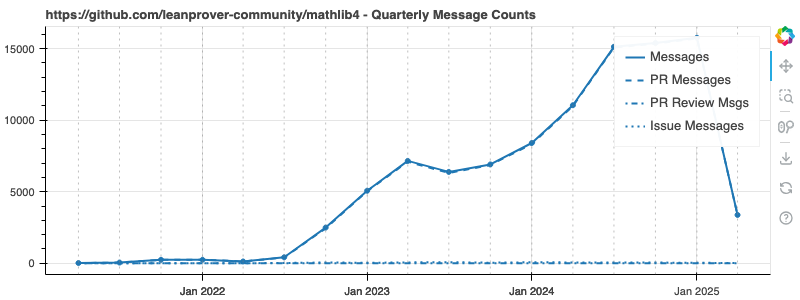 https://github.com/leanprover-community/mathlib4 - Quarterly Message Counts
15000
10000
5000
0
Messages
PR Messages
PR Review Msgs
Issue Messages
Jan 2022
Jan 2023
Jan 2024
Jan 2025